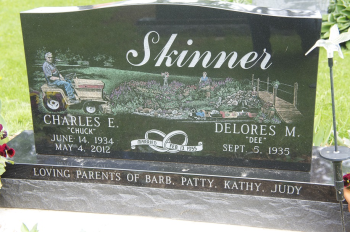 Skinner
CHARLES E.
"CHUCK"
JUNE 14, 1934
MAY 4, 2012
DELORES M.
"DEE"
SEPT. 5, 1935
MARRIED
LOVING PARENTS OF BARB, PATTY, KATHY, JUDY